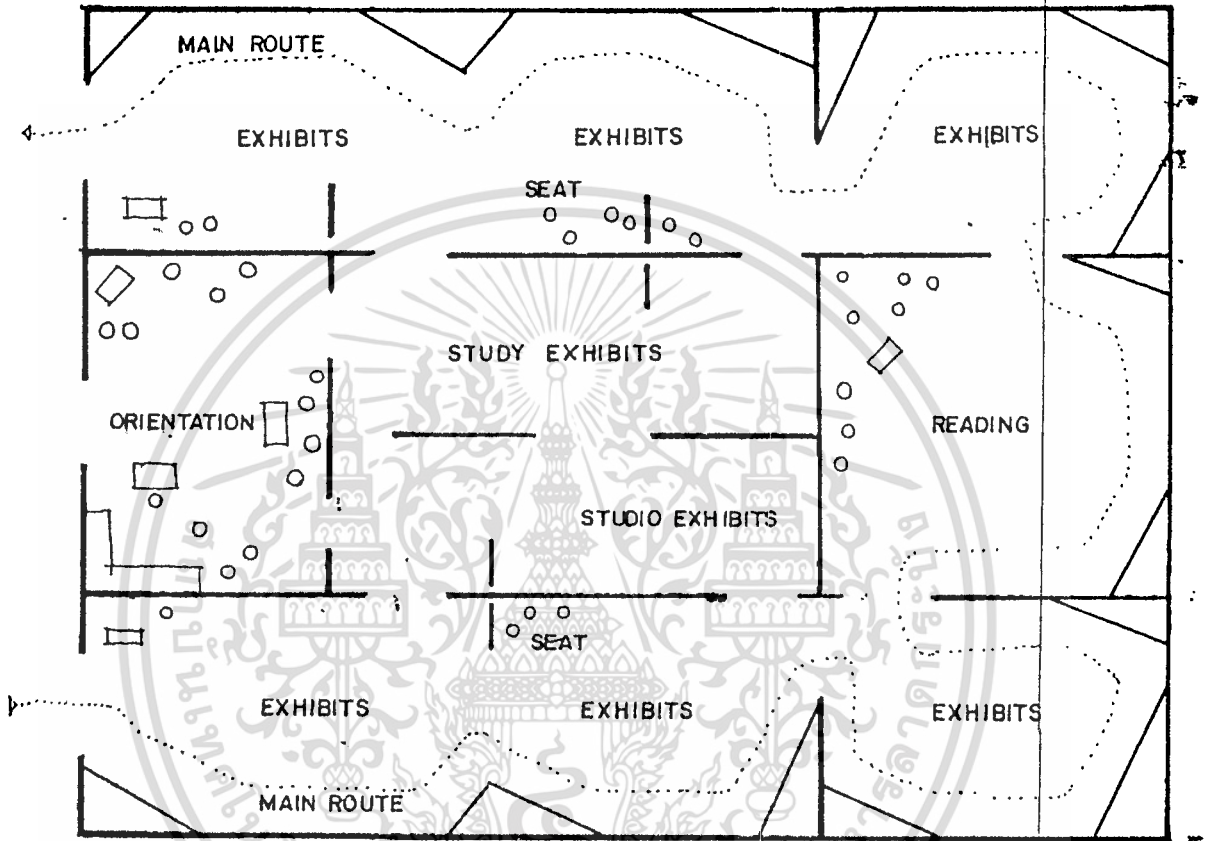 MAIN ROUTE
EXHIBITS
EXHIBITS
EXHIBITS
SEAT
STUDY EXHIBITS
ORIENTATION
READING
STUDIO EXHIBITS
SEAT
EXHIBITS
EXHIBITS
EXHIBITS
MAIN ROUTE